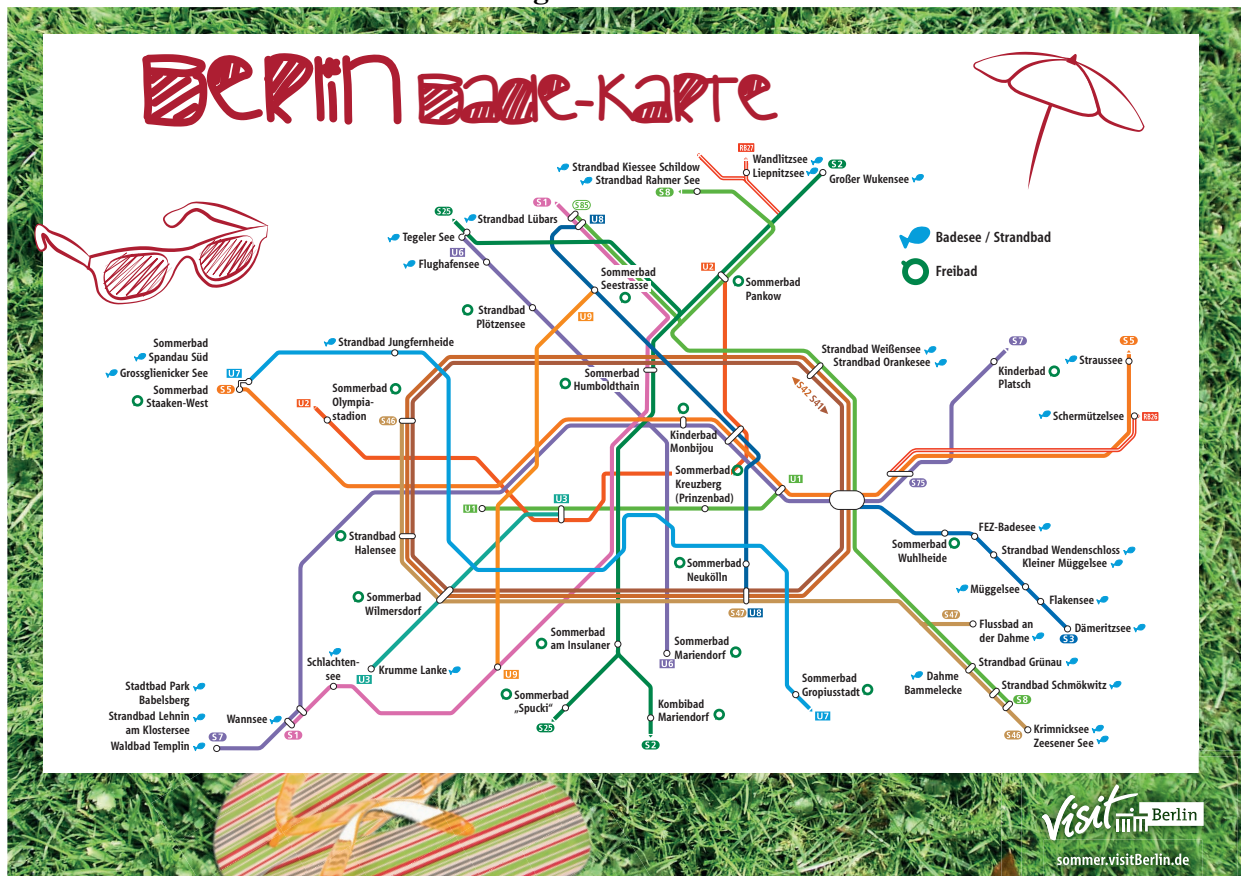 BERLIN BADE-KARTE
RB27
Wandlitzsee
Liepnitzsee
S2
Großer Wukensee
Strandbad Kiessee Schildow
Strandbad Rahmer See
S8
S1
S85
U8
S25
Strandbad Lübars
Tegeler See
U6
Flughafensee
Badesee / Strandbad
Freibad
Sommerbad
Seestrasse
U2
Sommerbad
Pankow
Strandbad
Plötzensee
U9
Sommerbad
Spandau Süd
Grossglienicker See
Sommerbad
Staaken-West
U7
S5
Strandbad Jungfernheide
Strandbad Weißensee
Strandbad Orankesee
S7
Kinderbad
Platsch
S5
Straussee
Sommerbad
Humboldthain
Sommerbad
Olympia-
stadion
U2
S46
S42 S41
Schermützelsee
RB26
Kinderbad
Monbijou
Sommerbad
Kreuzberg
(Prinzenbad)
U1
S75
U3
U1
Strandbad
Halensee
FEZ-Badesee
Sommerbad
Wuhlheide
Strandbad Wendenschloss
Kleiner Müggelsee
Sommerbad
Neukölln
Müggelsee
Flakensee
Sommerbad
Wilmersdorf
S47
U8
S47
Flussbad an
der Dahme
Dämeritzsee
S3
Sommerbad
am Insulaner
Sommerbad
Mariendorf
U6
Schlachten-
see
U3
Krumme Lanke
U9
Strandbad Grünau
Dahme
Bammelecke
Strandbad Schmökwitz
S8
Stadtbad Park
Babelsberg
Strandbad Lehnin
am Klostersee
Waldbad Templin
S7
Wannsee
S1
Sommerbad
„Spucki“
S25
Kombibad
Mariendorf
S2
Sommerbad
Gropiusstadt
U7
S46
Krimnicksee
Zeesener See
Visit Berlin
sommer.visitBerlin.de